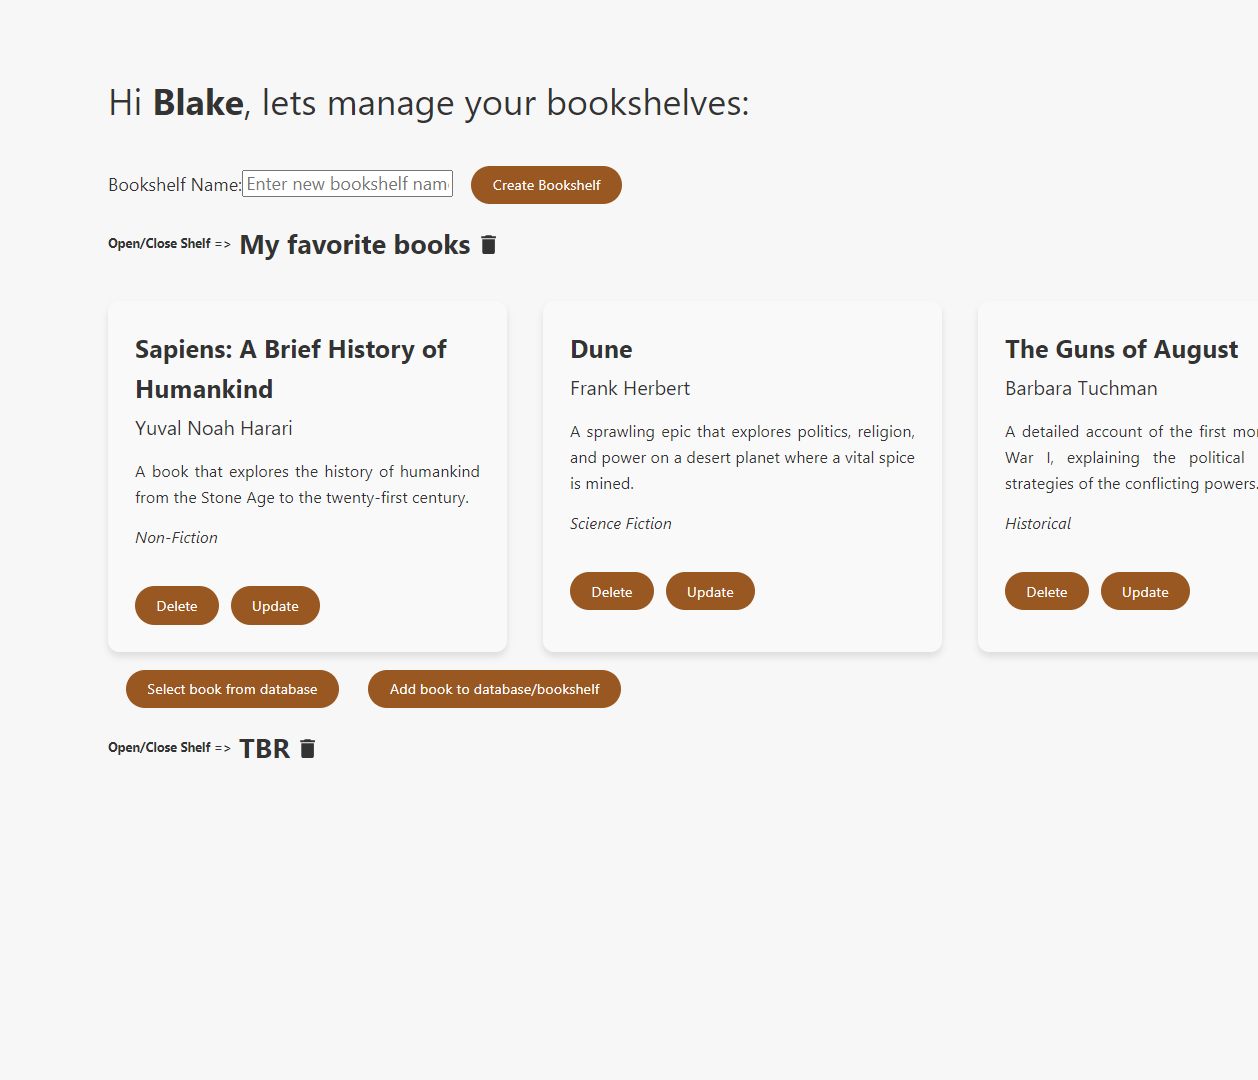 Hi Blake, lets manage your bookshelves:
Bookshelf Name: Enter new bookshelf nam
Create Bookshelf
Open/Close Shelf => My favorite books
Sapiens: A Brief History of
Humankind
Yuval Noah Harari
A book that explores the history of humankind
from the Stone Age to the twenty-first century.
Non-Fiction
Delete
Update
Dune
Frank Herbert
A sprawling epic that explores politics, religion,
and power on a desert planet where a vital spice
is mined.
Science Fiction
Delete
Update
The Guns of August
Barbara Tuchman
A detailed account of the first mo
War I, explaining the political
strategies of the conflicting powers.
Historical
Delete
Update
Select book from database
Add book to database/bookshelf
Open/Close Shelf => TBR